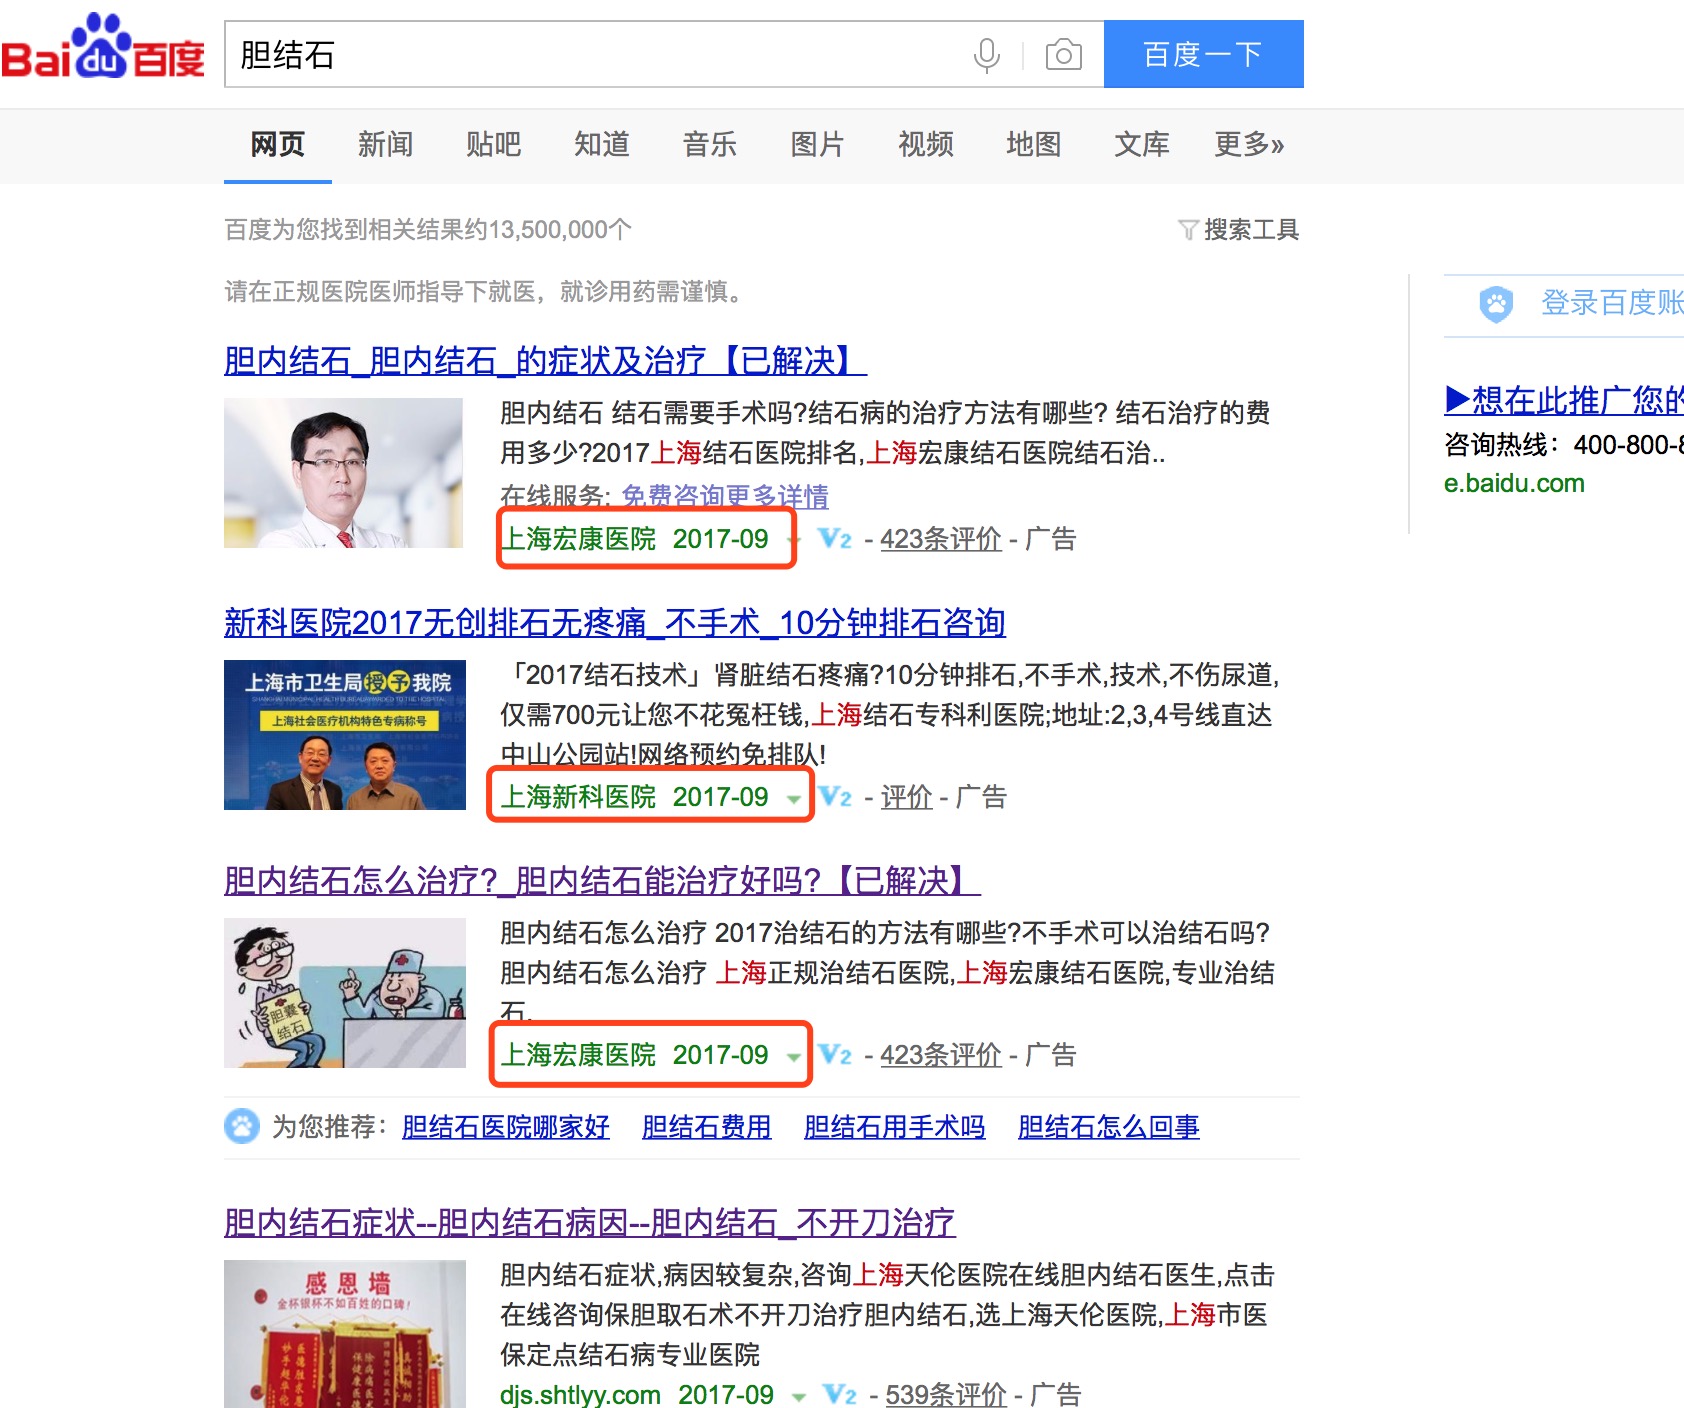 Baidu百度
胆结石
百度一下
网页 新闻 贴吧 知道 音乐 图片 视频 地图 文库 更多»
百度为您找到相关结果约13,500,000个
搜索工具
请在正规医院医师指导下就医，就诊用药需谨慎。
胆内结石_胆内结石_的症状及治疗【已解决】
胆内结石 结石需要手术吗?结石病的治疗方法有哪些? 结石治疗的费
用多少?2017上海结石医院排名,上海宏康结石医院结石治..
在线服务: 免费咨询更多详情
上海宏康医院 2017-09 V2 - 423条评价 - 广告
新科医院2017无创排石无疼痛_不手术_10分钟排石咨询
上海市卫生局授予我院
上海社会医疗机构特色专病称号
「2017结石技术」肾脏结石疼痛?10分钟排石,不手术,技术,不伤尿道,
仅需700元让您不花冤枉钱,上海结石专科利医院;地址:2,3,4号线直达
中山公园站!网络预约免排队!
上海新科医院 2017-09 V2 - 评价 - 广告
胆内结石怎么治疗?_胆内结石能治疗好吗?【已解决】
胆囊
结石
胆内结石怎么治疗 2017治结石的方法有哪些?不手术可以治结石吗?
胆内结石怎么治疗 上海正规治结石医院,上海宏康结石医院,专业治结
石.
上海宏康医院 2017-09 V2 - 423条评价 - 广告
为您推荐： 胆结石医院哪家好 胆结石费用 胆结石用手术吗 胆结石怎么回事
胆内结石症状--胆内结石病因--胆内结石_不开刀治疗
感恩墙
金杯银杯不如百姓的口碑!
胆内结石症状,病因较复杂,咨询上海天伦医院在线胆内结石医生,点击
在线咨询保胆取石术不开刀治疗胆内结石,选上海天伦医院,上海市医
保定点结石病专业医院
djs.shtlyy.com 2017-09 V2 - 539条评价 - 广告
登录百度账
▶想在此推广您的
咨询热线：400-800-8
e.baidu.com